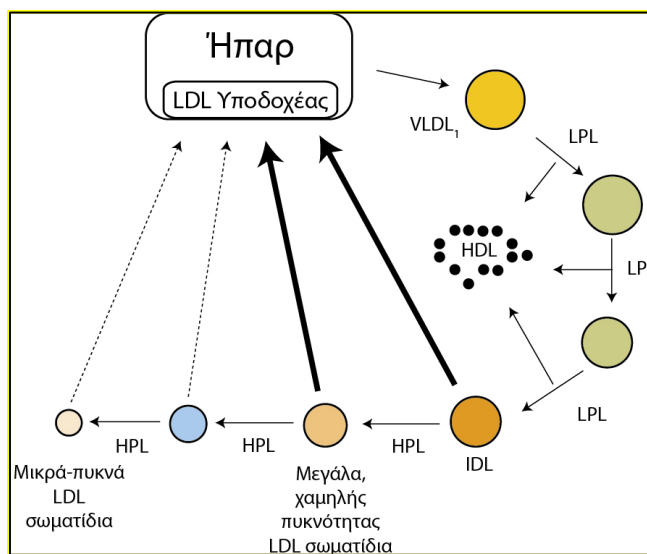 Ήπαρ
LDL Υποδοχέας
VLDL₁
LPL
HDL
LP
LPL
IDL
HPL
HPL
HPL
Μικρά-πυκνά
LDL
σωματίδια
Μεγάλα,
χαμηλής
πυκνότητας
LDL σωματίδια